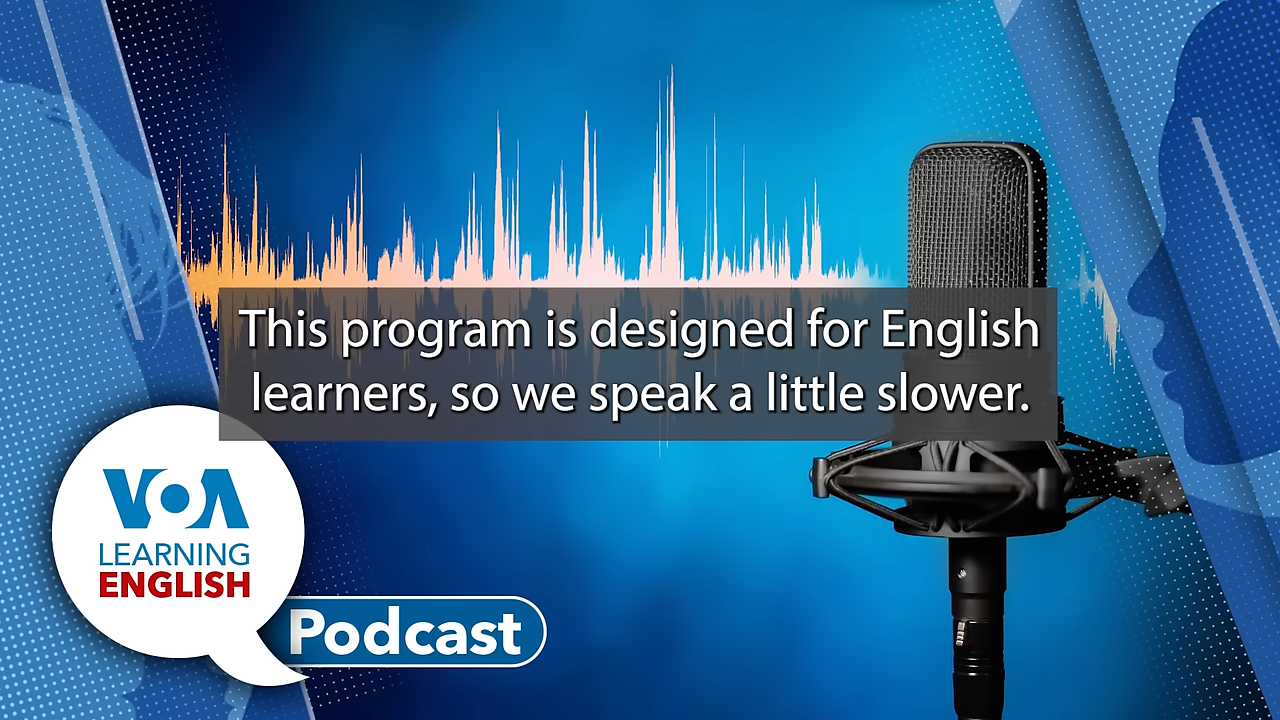 This program is designed for English
learners, so we speak a little slower.
VOA
LEARNING
ENGLISH
Podcast